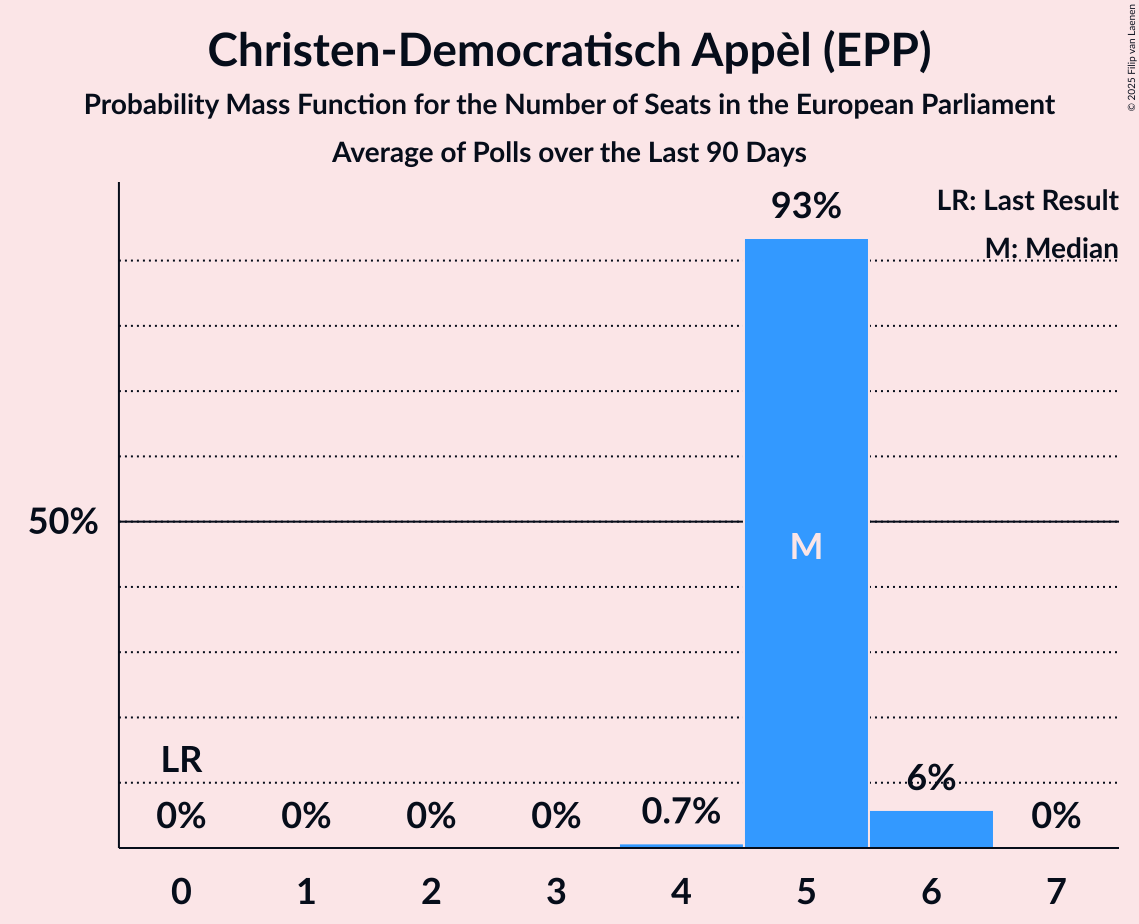 Christen-Democratisch Appèl (EPP)
Probability Mass Function for the Number of Seats in the European Parliament
Average of Polls over the Last 90 Days
© 2025 Filip van Laenen
LR: Last Result
M: Median
93%
50%
M
LR
0% 0% 0% 0% 0.7% 6% 0%
0 1 2 3 4 5 6 7